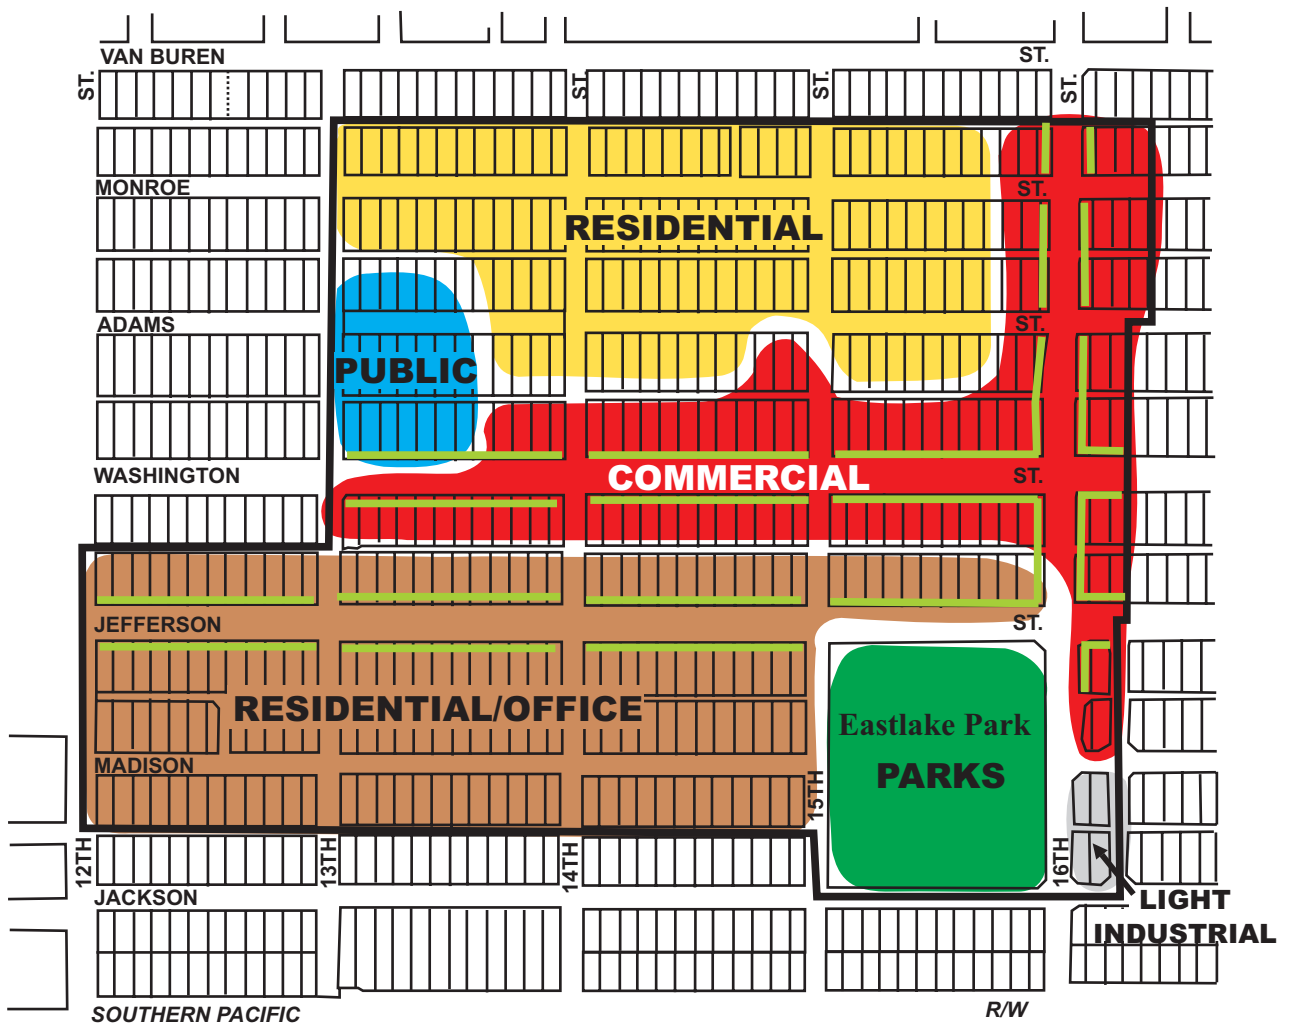 VAN BUREN
ST.
ST.
ST.
ST.
ST.
MONROE
ST.
RESIDENTIAL
ADAMS
ST.
PUBLIC
WASHINGTON
COMMERCIAL
ST.
JEFFERSON
ST.
RESIDENTIAL/OFFICE
Eastlake Park
PARKS
MADISON
15TH
12TH
13TH
14TH
16TH
JACKSON
LIGHT
INDUSTRIAL
SOUTHERN PACIFIC
R/W